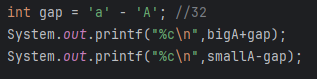 int gap = 'a' - 'A'; //32
System.out.printf("%c\n",bigA+gap);
System.out.printf("%c\n",smallA-gap);